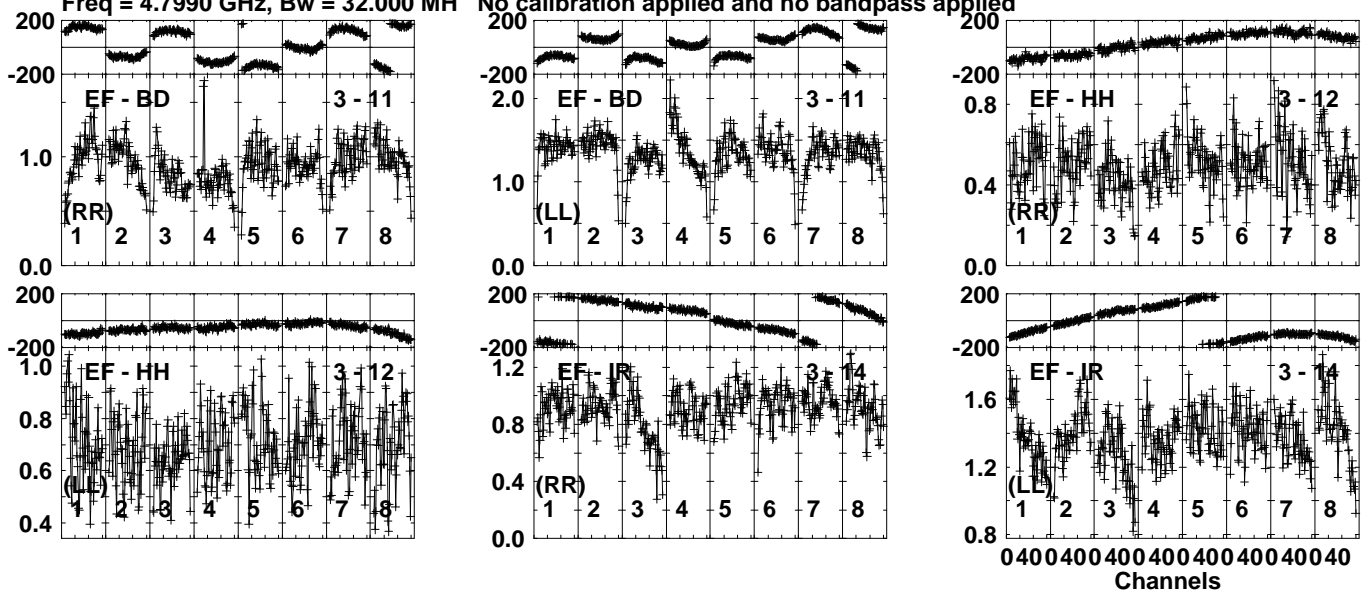 Freq = 4.7990 GHz, Bw = 32.000 MH No calibration applied and no bandpass applied
200
-200
EF - BD 3 - 11
1.0
(RR)
1 2 3 4 5 6 7 8
0.0
200
-200
EF - BD 3 - 11
2.0
1.0
(LL)
1 2 3 4 5 6 7 8
0.0
200
-200
EF - HH 3 - 12
0.8
0.4
(RR)
1 2 3 4 5 6 7 8
0.0
200
-200
1.0
EF - HH 3 - 12
0.8
0.6
(LL)
1 2 3 4 5 6 7 8
0.4
200
-200
1.2
EF - IR 3 - 14
0.8
0.4
(RR)
1 2 3 4 5 6 7 8
0.0
200
-200
EF - IR 3 - 14
1.6
1.2
(LL)
1 2 3 4 5 6 7 8
0.8
0 40 0 40 0 40 0 40 0 40 0 40 0 40 0 40
Channels